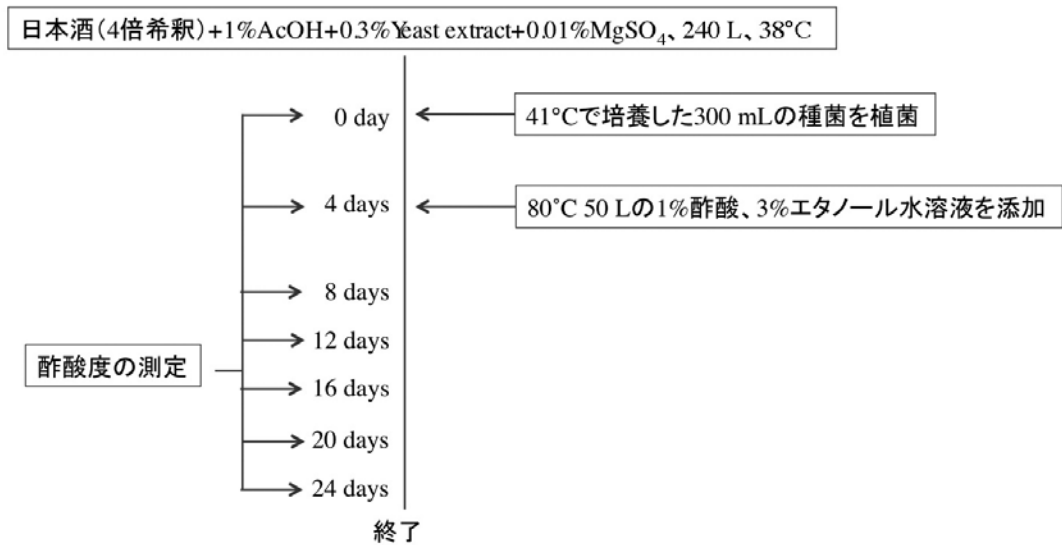 日本酒(4倍希釈)+1%AcOH+0.3%Yeast extract+0.01%MgSO₄、240 L、38°C
0 day
41°Cで培養した300 mLの種菌を植菌
4 days
80°C 50 Lの1%酢酸、3%エタノール水溶液を添加
8 days
12 days
酢酸度の測定
16 days
20 days
24 days
終了